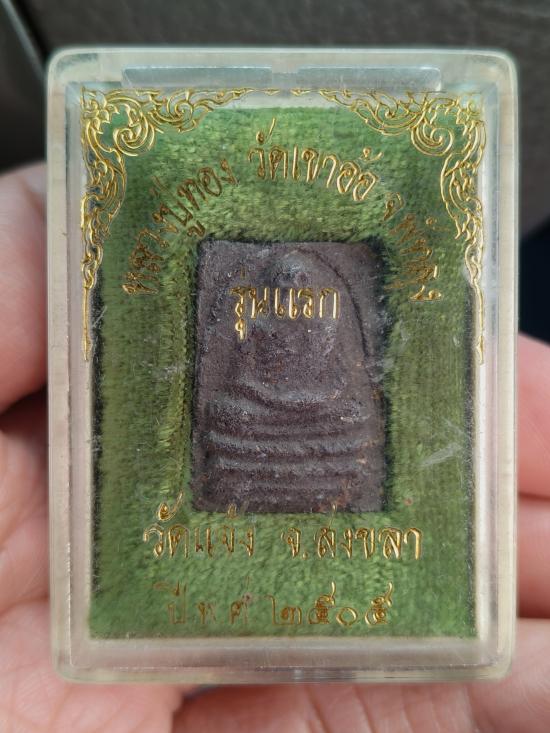 หลวงปู่ทอง วัดเขาอ้อ จ.พัทลุง
รุ่นแรก
วัดแจ้ง จ.สงขลา
ปี พ.ศ. ๒๕๐๕